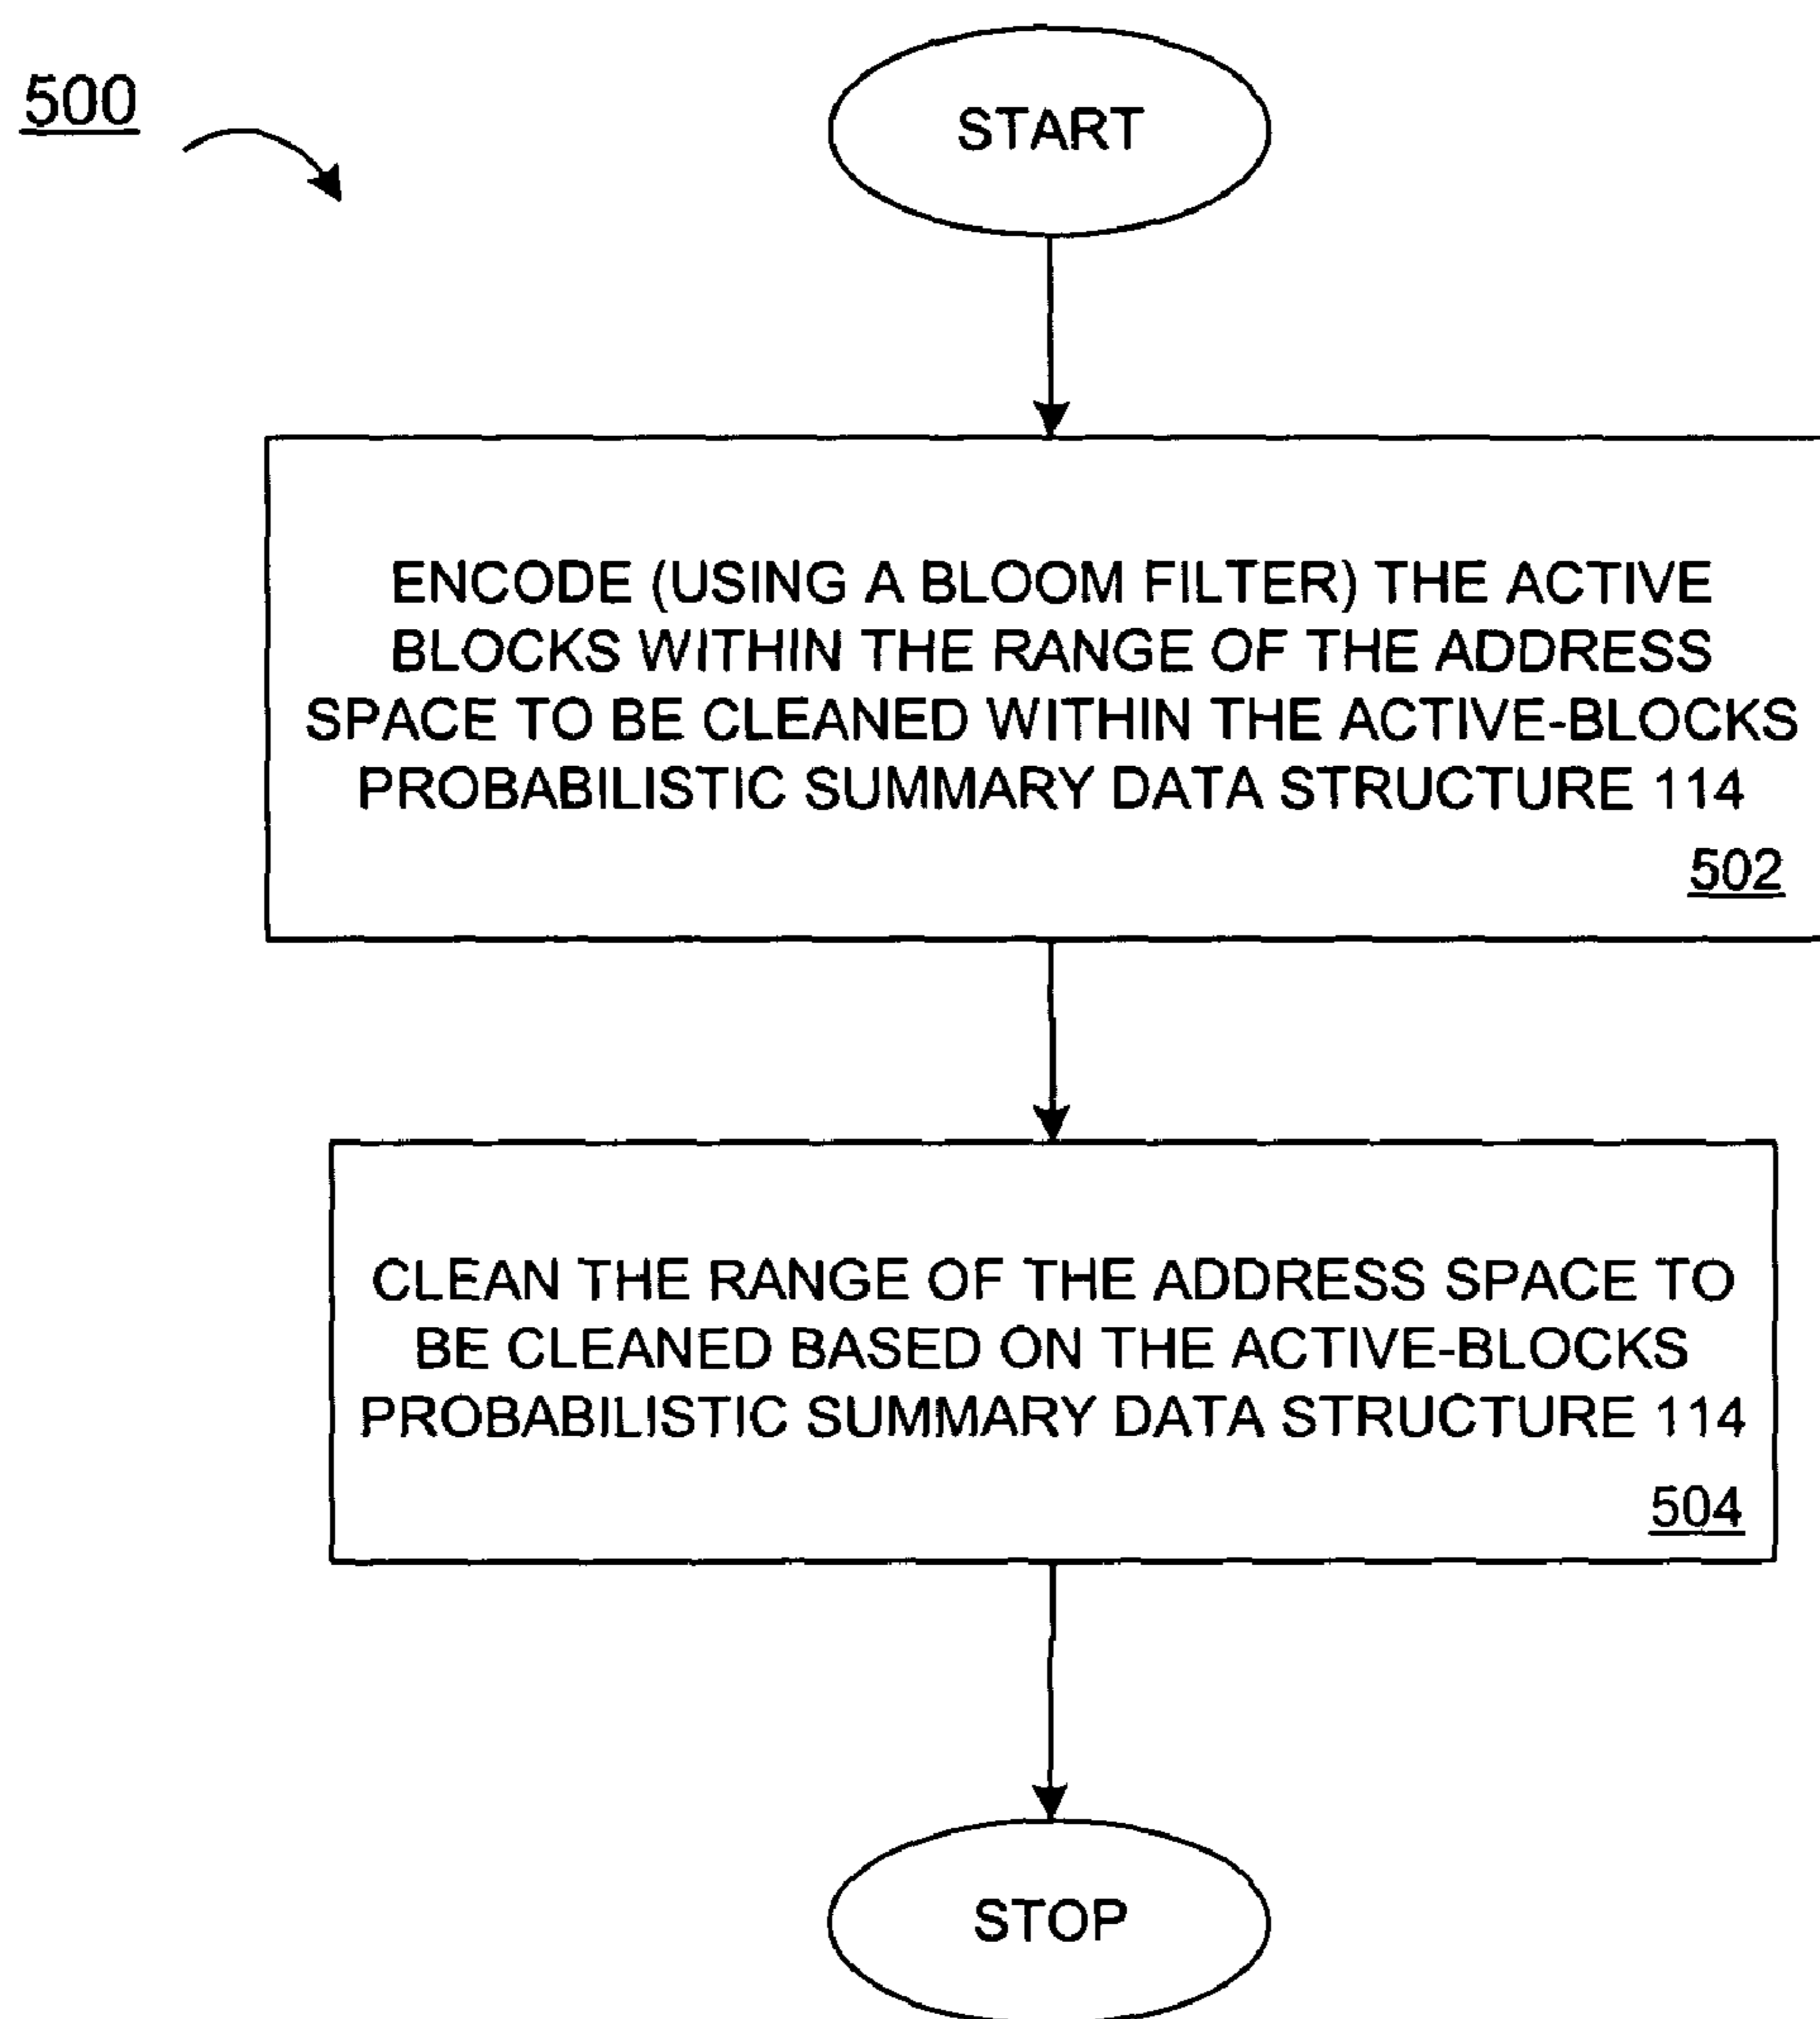 500
START
ENCODE (USING A BLOOM FILTER) THE ACTIVE
BLOCKS WITHIN THE RANGE OF THE ADDRESS
SPACE TO BE CLEANED WITHIN THE ACTIVE-BLOCKS
PROBABILISTIC SUMMARY DATA STRUCTURE 114
502
CLEAN THE RANGE OF THE ADDRESS SPACE TO
BE CLEANED BASED ON THE ACTIVE-BLOCKS
PROBABILISTIC SUMMARY DATA STRUCTURE 114
504
STOP